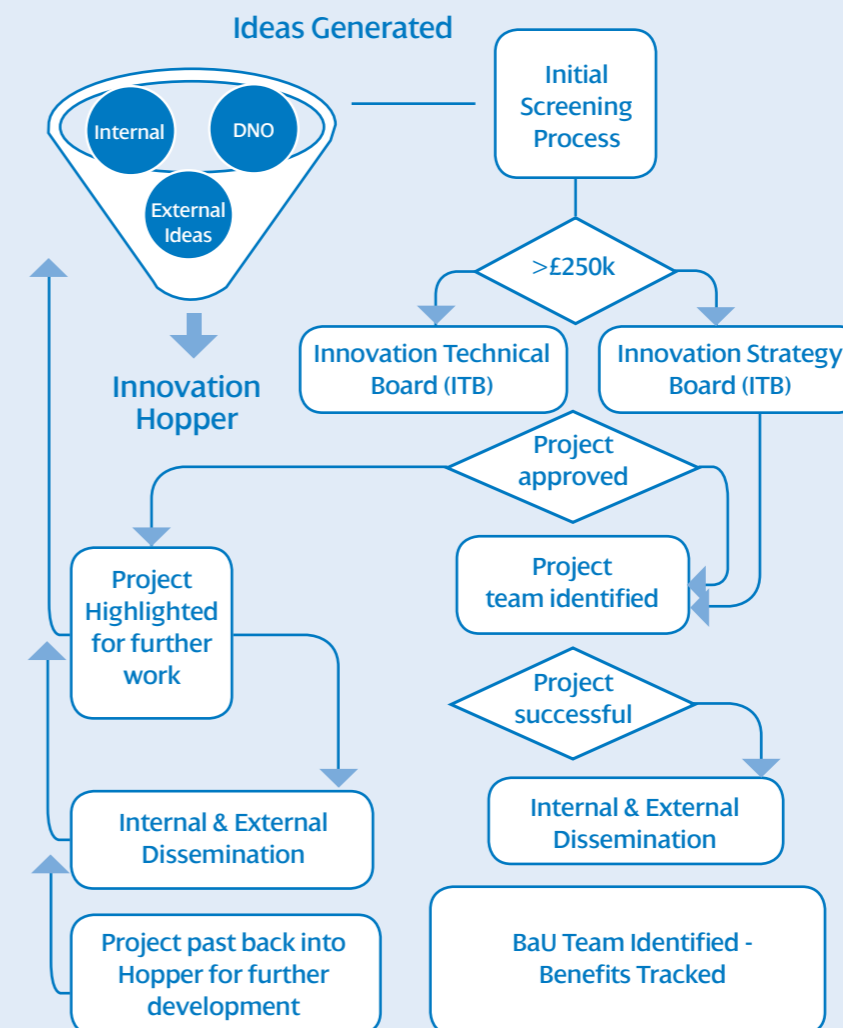 Ideas Generated
Internal
DNO
External
Ideas
Innovation
Hopper
Initial
Screening
Process
>£250k
Innovation Technical
Board (ITB)
Innovation Strategy
Board (ITB)
Project
approved
Project
Highlighted
for further
work
Project
team identified
Project
successful
Internal & External
Dissemination
Internal & External
Dissemination
Project past back into
Hopper for further
development
BaU Team Identified -
Benefits Tracked